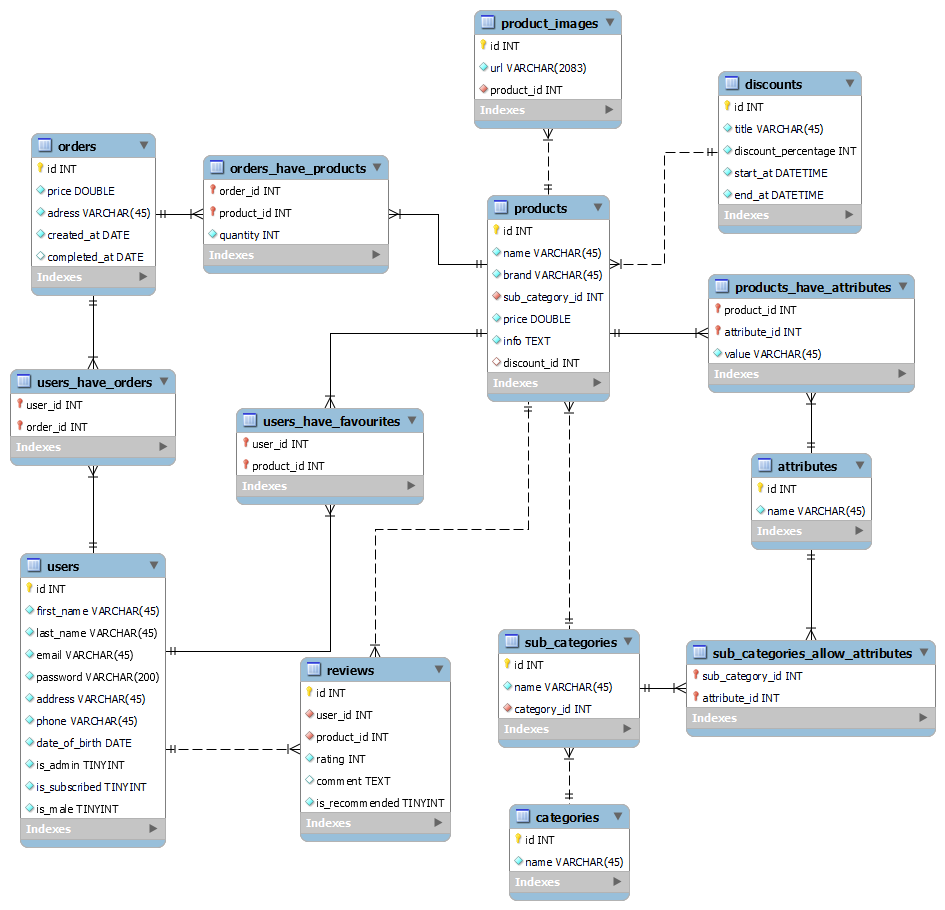 product_images
id INT
url VARCHAR(2083)
product_id INT
Indexes
discounts
id INT
title VARCHAR(45)
discount_percentage INT
start_at DATETIME
end_at DATETIME
Indexes
orders
id INT
price DOUBLE
adress VARCHAR(45)
created_at DATE
completed_at DATE
Indexes
orders_have_products
order_id INT
product_id INT
quantity INT
Indexes
products
id INT
name VARCHAR(45)
brand VARCHAR(45)
sub_category_id INT
price DOUBLE
info TEXT
discount_id INT
Indexes
products_have_attributes
product_id INT
attribute_id INT
value VARCHAR(45)
Indexes
users_have_orders
user_id INT
order_id INT
Indexes
users_have_favourites
user_id INT
product_id INT
Indexes
attributes
id INT
name VARCHAR(45)
Indexes
users
id INT
first_name VARCHAR(45)
last_name VARCHAR(45)
email VARCHAR(45)
password VARCHAR(200)
address VARCHAR(45)
phone VARCHAR(45)
date_of_birth DATE
is_admin TINYINT
is_subscribed TINYINT
is_male TINYINT
Indexes
reviews
id INT
user_id INT
product_id INT
rating INT
comment TEXT
is_recommended TINYINT
Indexes
sub_categories
id INT
name VARCHAR(45)
category_id INT
Indexes
sub_categories_allow_attributes
sub_category_id INT
attribute_id INT
Indexes
categories
id INT
name VARCHAR(45)
Indexes